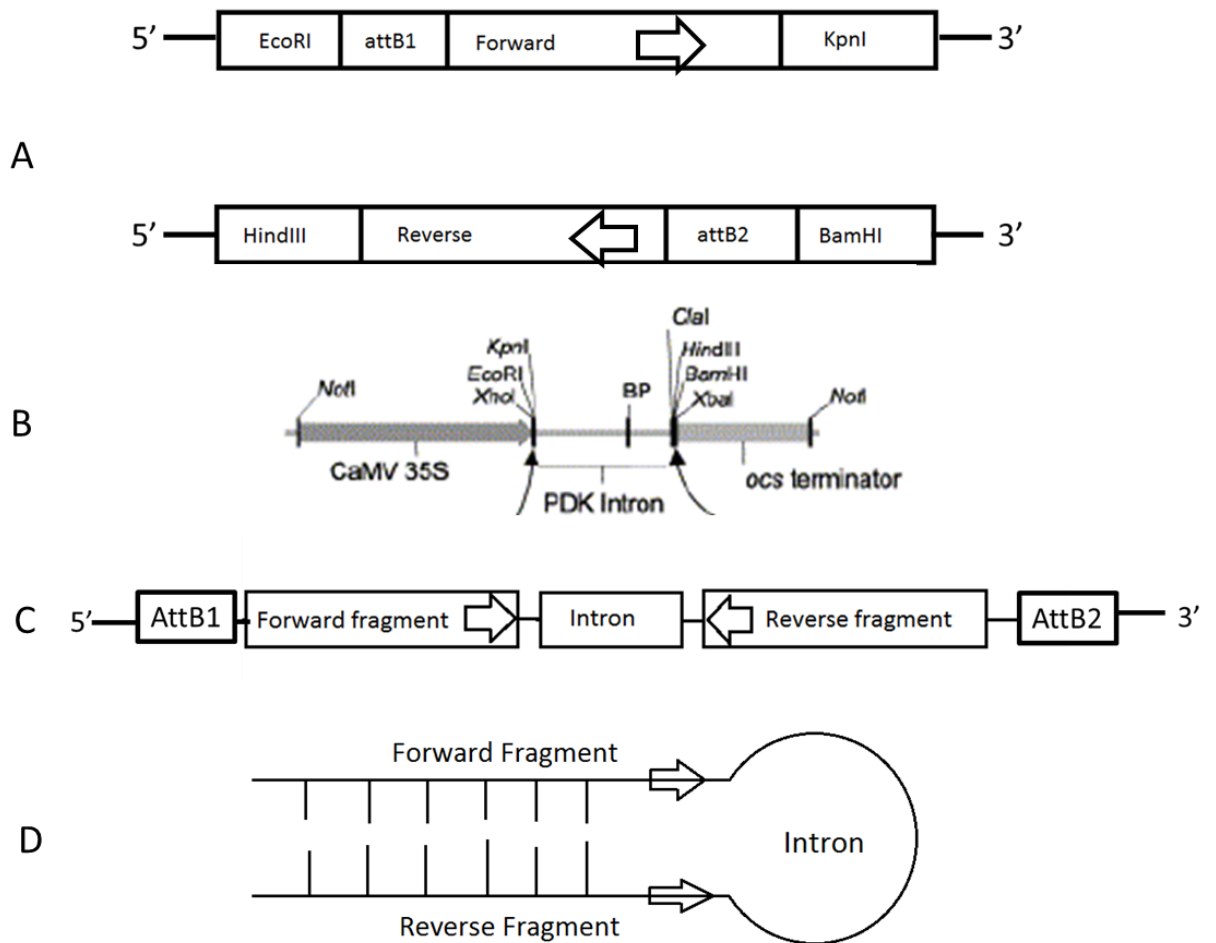 5’ EcoRI attB1 Forward KpnI 3’
A
5’ HindIII Reverse attB2 BamHI 3’
B
NotI XhoI EcoRI KpnI BP ClaI HindIII BamHI XbaI NotI
CaMV 35S PDK Intron ocs terminator
C 5’ AttB1 Forward fragment Intron Reverse fragment AttB2 3’
D
Forward Fragment
Intron
Reverse Fragment